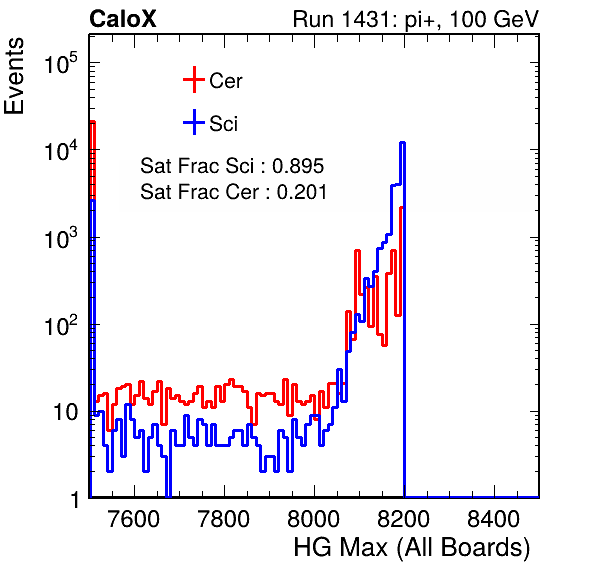 CaloX Run 1431: pi+, 100 GeV
Events
10^5
10^4
10^3
10^2
10
1
Cer
Sci
Sat Frac Sci : 0.895
Sat Frac Cer : 0.201
7600 7800 8000 8200 8400
HG Max (All Boards)